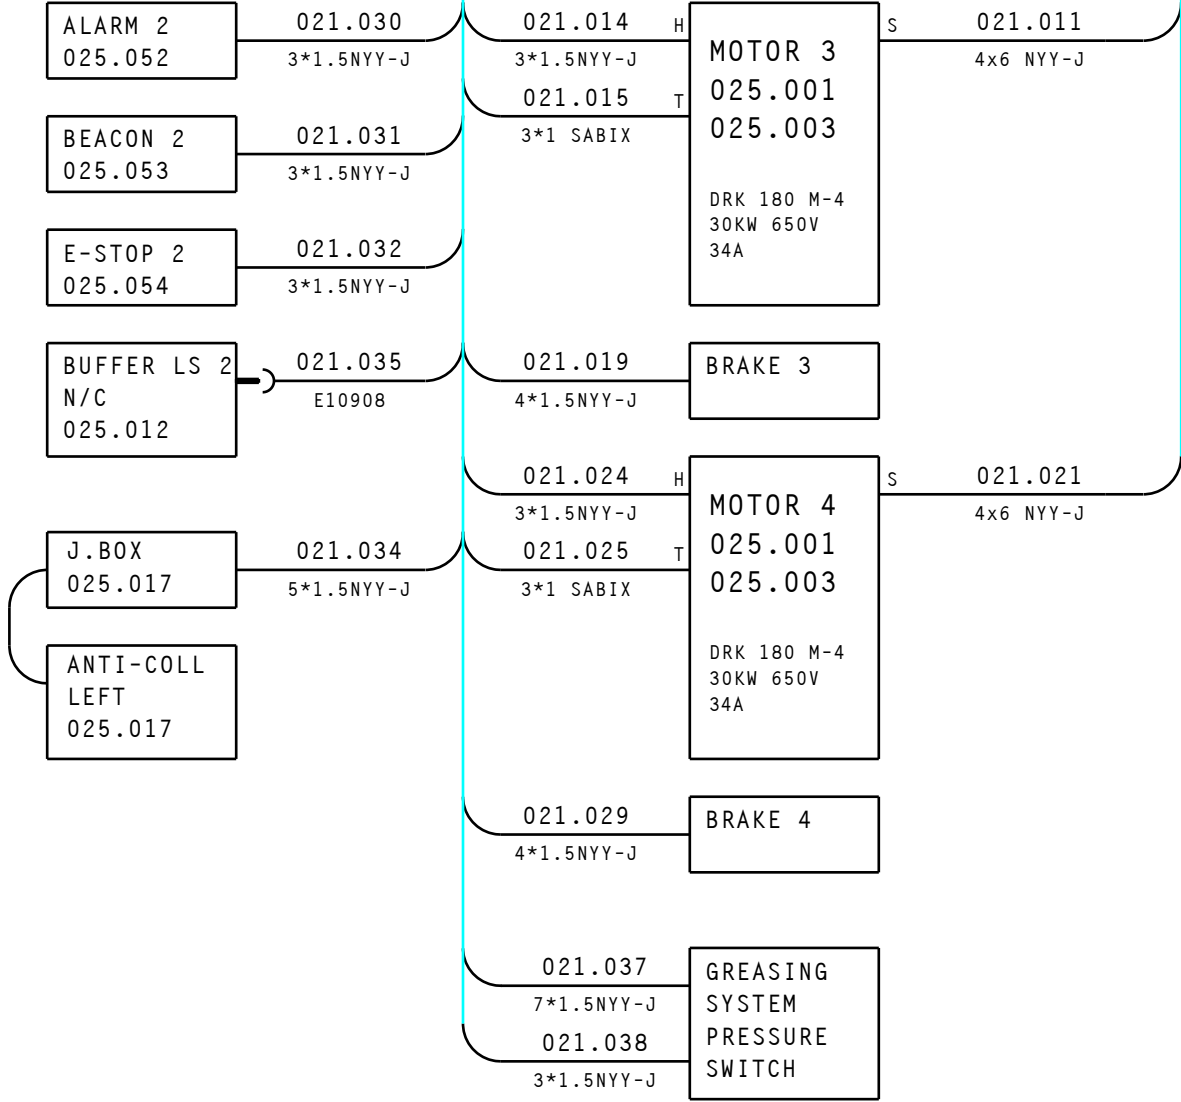 ALARM 2
025.052
021.030
3*1.5NYY-J
BEACON 2
025.053
021.031
3*1.5NYY-J
E-STOP 2
025.054
021.032
3*1.5NYY-J
BUFFER LS 2
N/C
025.012
021.035
E10908
J.BOX
025.017
021.034
5*1.5NYY-J
ANTI-COLL
LEFT
025.017
021.014
H
3*1.5NYY-J
021.015
T
3*1 SABIX
MOTOR 3
025.001
025.003
DRK 180 M-4
30KW 650V
34A
S
021.011
4x6 NYY-J
021.019
4*1.5NYY-J
BRAKE 3
021.024
H
3*1.5NYY-J
021.025
T
3*1 SABIX
MOTOR 4
025.001
025.003
DRK 180 M-4
30KW 650V
34A
S
021.021
4x6 NYY-J
021.029
4*1.5NYY-J
BRAKE 4
021.037
7*1.5NYY-J
021.038
3*1.5NYY-J
GREASING
SYSTEM
PRESSURE
SWITCH